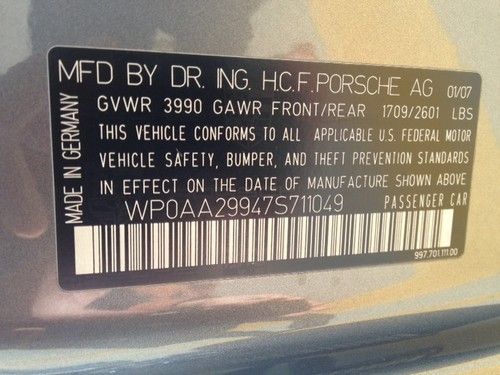 MFD BY DR. ING. H.C.F. PORSCHE AG 01/07
GVWR 3990 GAWR FRONT/REAR 1709/2601 LBS
THIS VEHICLE CONFORMS TO ALL APPLICABLE U.S. FEDERAL MOTOR
VEHICLE SAFETY, BUMPER, AND THEFT PREVENTION STANDARDS
IN EFFECT ON THE DATE OF MANUFACTURE SHOWN ABOVE
WP0AA29947S711049 PASSENGER CAR
997.701.111.00
MADE IN GERMANY